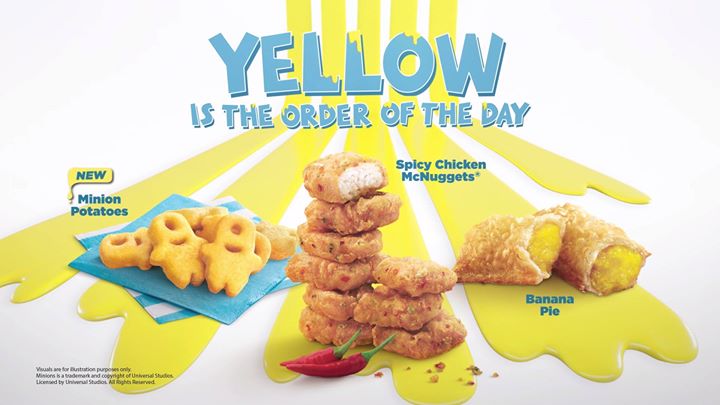 YELLOW
IS THE ORDER OF THE DAY
NEW
Minion
Potatoes
Spicy Chicken
McNuggets®
Banana
Pie
Visuals are for illustration purposes only.
Minions is a trademark and copyright of Universal Studios.
Licensed by Universal Studios. All Rights Reserved.